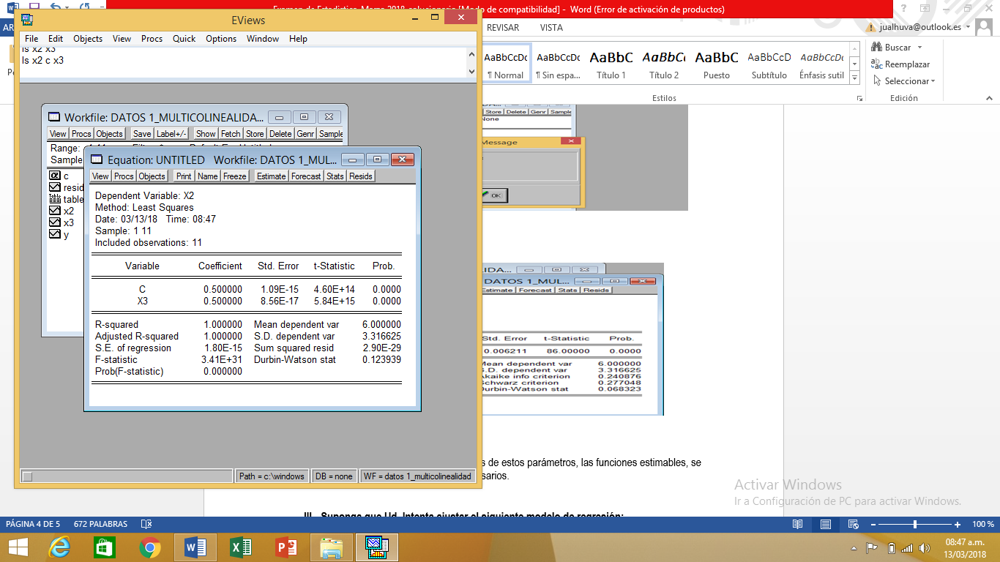 Examen de Estadistica_Marzo 2018 solucionario [Modo de compatibilidad] - Word (Error de activación de productos)
EViews
REVISAR VISTA
jualhuva@outlook.es
File Edit Objects View Procs Quick Options Window Help
ls x2 x3
ls x2 c x3
AaBbCcDc AaBbCcDc AaBbC AaBbCc AaBbC AaBbCcD AaBbCcDc
¶ Normal ¶ Sin espa... Título 1 Título 2 Puesto Subtítulo Énfasis sutil
Estilos
Buscar
Reemplazar
Seleccionar
Edición
Workfile: DATOS 1_MULTICOLINEALIDA...
View Procs Objects Save Label+/- Show Fetch Store Delete Genr Sample
Range:
Sample
c
resid
table
x2
x3
y
Equation: UNTITLED Workfile: DATOS 1_MUL...
View Procs Objects Print Name Freeze Estimate Forecast Stats Resids
Dependent Variable: X2
Method: Least Squares
Date: 03/13/18 Time: 08:47
Sample: 1 11
Included observations: 11
Variable Coefficient Std. Error t-Statistic Prob.
C 0.500000 1.09E-15 4.60E+14 0.0000
X3 0.500000 8.56E-17 5.84E+15 0.0000
R-squared 1.000000 Mean dependent var 6.000000
Adjusted R-squared 1.000000 S.D. dependent var 3.316625
S.E. of regression 1.80E-15 Sum squared resid 2.90E-29
F-statistic 3.41E+31 Durbin-Watson stat 0.123939
Prob(F-statistic) 0.000000
Path = c:\windows DB = none WF = datos 1_multicolinealidad
Store Delete Genr Sample
None
Message
OK
IDA...
DATOS 1_MUL...
Estimate Forecast Stats Resids
Std. Error t-Statistic Prob.
0.006211 86.00000 0.0000
Mean dependent var 6.000000
S.D. dependent var 3.316625
Akaike info criterion 0.240876
Schwarz criterion 0.277048
Durbin-Watson stat 0.068323
s de estos parámetros, las funciones estimables, se
sarios.
III. Suponga que Ud. Intenta ajustar el siguiente modelo de regresión:
Activar Windows
Ir a Configuración de PC para activar Windows.
PÁGINA 4 DE 5 672 PALABRAS
100 %
08:47 a.m.
13/03/2018